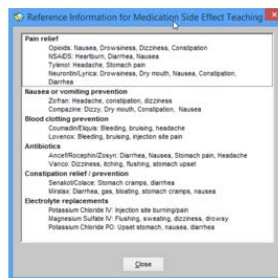 Reference Information for Medication Side Effect Teaching
Pain relief
Opioids: Nausea, Drowsiness, Dizziness, Constipation
NSAIDS: Heartburn, Diarrhea, Nausea
Tylenol: Headache, Stomach pain
Neurontin/Lyrica: Drowsiness, Dry mouth, Nausea, Constipation,
Diarrhea
Nausea or vomiting prevention
Zofran: Headache, constipation, dizziness
Compazine: Dizzy, Dry mouth, Constipation, Nausea
Blood clotting prevention
Coumadin/Eliquis: Bleeding, bruising, headache
Lovenox: Bleeding, bruising, injection site pain
Antibiotics
Ancef/Rocephin/Zosyn: Diarrhea, Nausea, Stomach pain, Headache
Vanco: Dizziness, itching, flushing, stomach upset
Constipation relief / prevention
Senakot/Colace: Stomach cramps, diarrhea
Miralax: Diarrhea, gas, bloating, stomach cramps, nausea
Electrolyte replacements
Potassium Chloride IV: Injection site burning/pain
Magnesium Sulfate IV: Flushing, sweating, dizziness, drowsy
Potassium Chloride PO: Upset stomach, nausea, diarrhea
Close